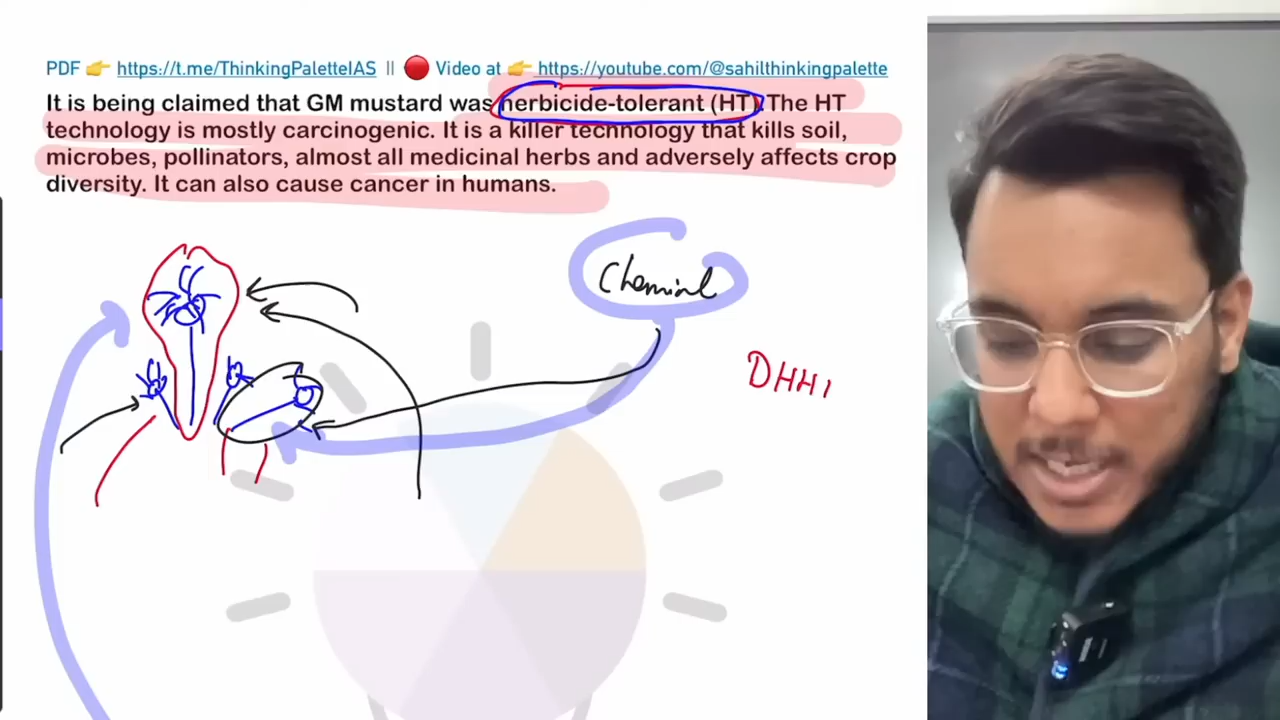 PDF 👉 https://t.me/ThinkingPaletteIAS || 🔴 Video at 👉 https://youtube.com/@sahilthinkingpalette
It is being claimed that GM mustard was herbicide-tolerant (HT). The HT
technology is mostly carcinogenic. It is a killer technology that kills soil,
microbes, pollinators, almost all medicinal herbs and adversely affects crop
diversity. It can also cause cancer in humans.
Chemical